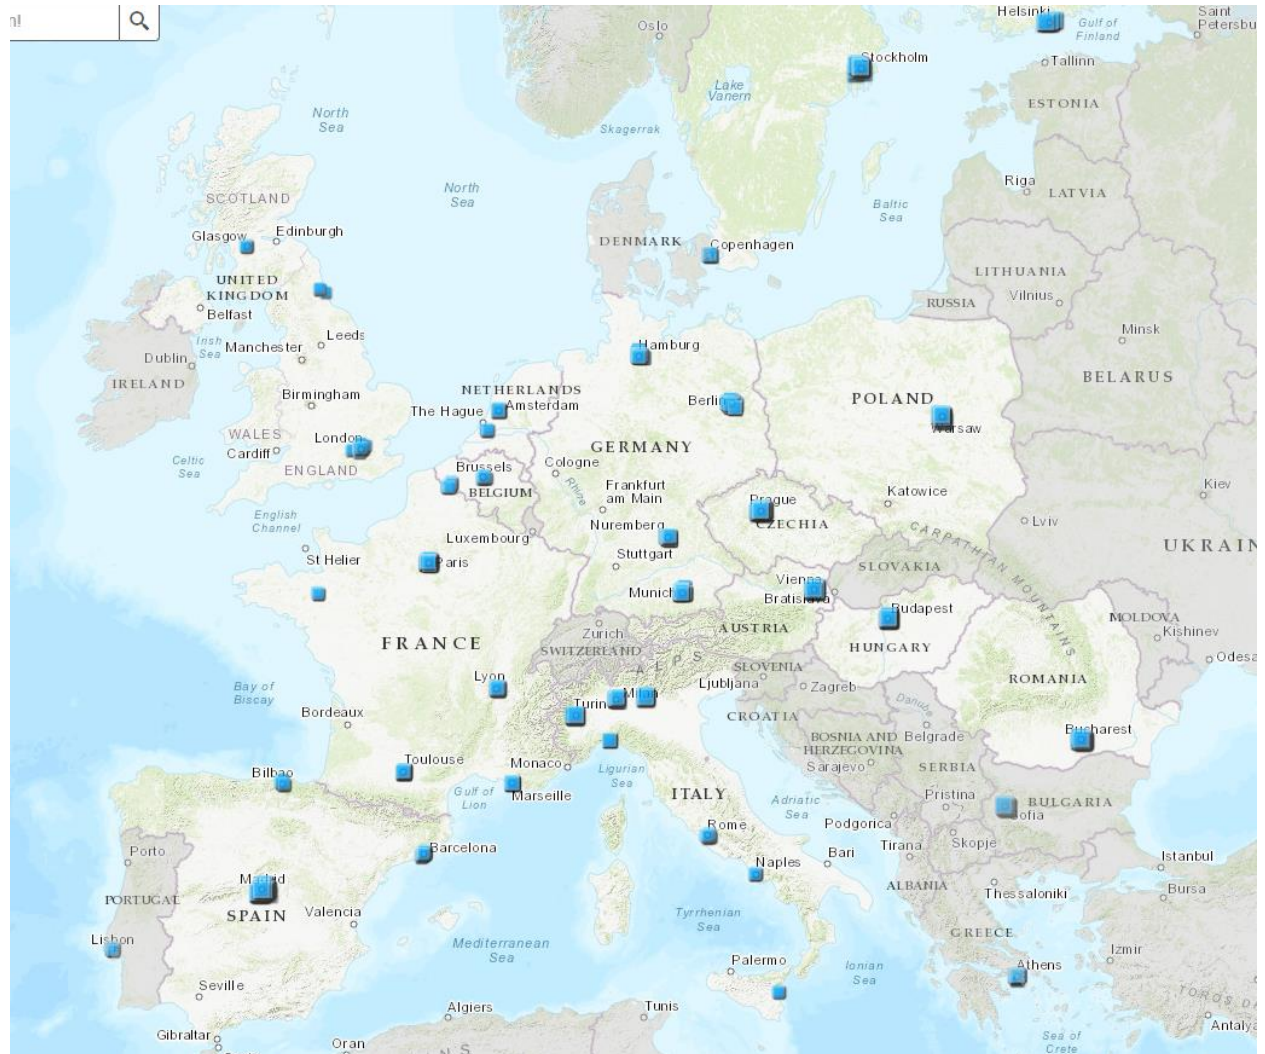 n!
Helsinki
Saint
Petersbu
Gulf of
Finland
Oslo
Stockholm
Tallinn
Lake
Vanern
ESTONIA
North
Sea
Skagerrak
Riga
LATVIA
North
Sea
SCOTLAND
Baltic
Sea
Glasgow
Edinburgh
DENMARK
Copenhagen
LITHUANIA
UNITED
KINGDOM
Vilnius
RUSSIA
Belfast
Minsk
Irish
Sea
Leeds
Manchester
Hamburg
Dublin
IRELAND
BELARUS
NETHERLANDS
Birmingham
Amsterdam
Berlin
POLAND
The Hague
Warsaw
WALES
London
Cardiff
GERMANY
Celtic
Sea
ENGLAND
Brussels
Cologne
BELGIUM
Rhine
Frankfurt
am Main
Prague
Katowice
Kiev
English
Channel
Nuremberg
CZECHIA
Lviv
Luxembourg
CARPATHIAN MOUNTAINS
UKRAIN
St Helier
Paris
Stuttgart
SLOVAKIA
Vienna
Munich
Bratislava
Budapest
MOLDOVA
AUSTRIA
Kishinev
Zurich
FRANCE
SWITZERLAND
HUNGARY
Odesa
ALPS
SLOVENIA
Lyon
Ljubljana
Zagreb
ROMANIA
Bay of
Biscay
Milan
Turin
Danube
Bordeaux
CROATIA
Bucharest
BOSNIA AND
HERZEGOVINA
Belgrade
Toulouse
Monaco
Sarajevo
SERBIA
Bilbao
Ligurian
Sea
Gulf of
Lion
Marseille
ITALY
Pristina
BULGARIA
Adriatic
Sea
Sofia
Rome
Podgorica
Skopje
Porto
Barcelona
Tirana
Naples
Bari
Istanbul
Madrid
ALBANIA
Thessaloniki
Bursa
PORTUGAL
SPAIN
Valencia
Tyrrhenian
Sea
GREECE
Lisbon
Mediterranean
Sea
Izmir
Palermo
Ionian
Sea
Athens
Seville
TOROS DA
Algiers
Tunis
Antalya
Gibraltar
Oran
Sea of
Crete
N S